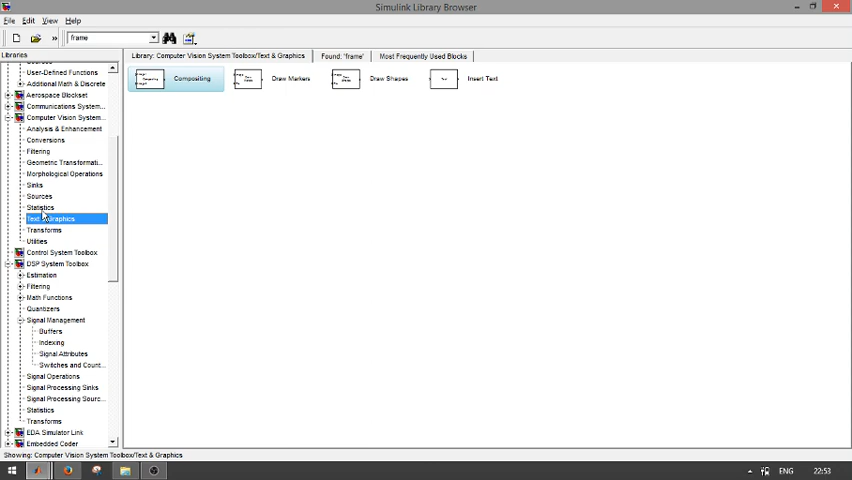 Simulink Library Browser
File Edit View Help
frame
Libraries
Library: Computer Vision System Toolbox/Text & Graphics
Found: 'frame'
Most Frequently Used Blocks
User-Defined Functions
Additional Math & Discrete
Aerospace Blockset
Communications System...
Computer Vision System...
Analysis & Enhancement
Conversions
Filtering
Geometric Transformati...
Morphological Operations
Sinks
Sources
Statistics
Text & Graphics
Transforms
Utilities
Control System Toolbox
DSP System Toolbox
Estimation
Filtering
Math Functions
Quantizers
Signal Management
Buffers
Indexing
Signal Attributes
Switches and Count...
Signal Operations
Signal Processing Sinks
Signal Processing Sourc...
Statistics
Transforms
EDA Simulator Link
Embedded Coder
Compositing
Draw Markers
Draw Shapes
Insert Text
Showing: Computer Vision System Toolbox/Text & Graphics
ENG
22:53